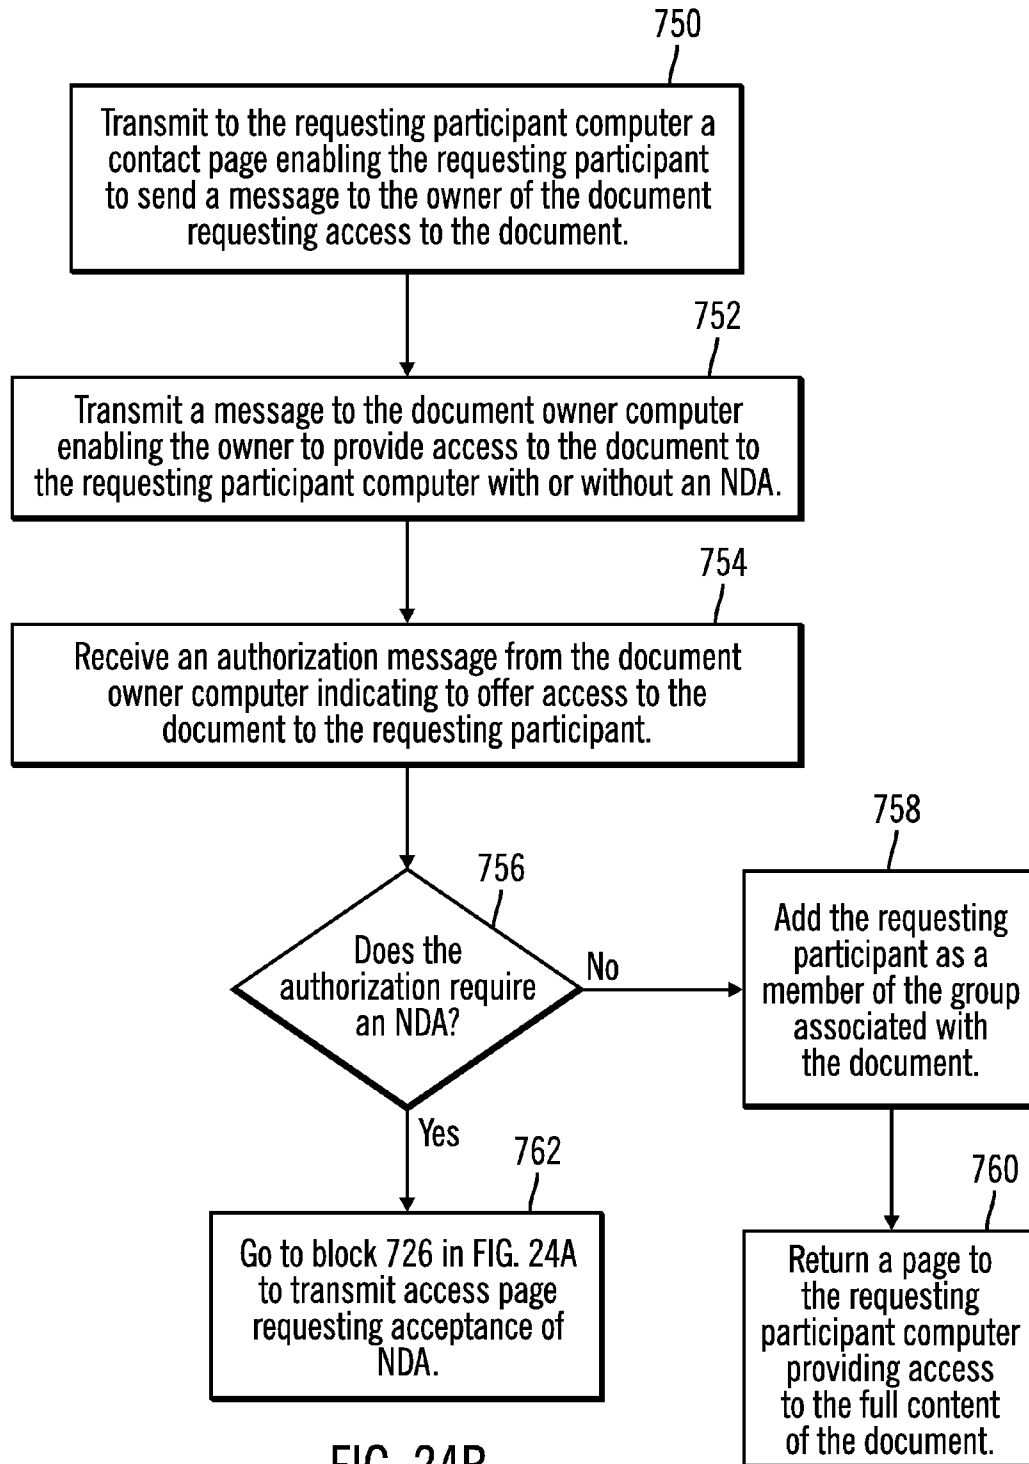 750
Transmit to the requesting participant computer a
contact page enabling the requesting participant
to send a message to the owner of the document
requesting access to the document.
752
Transmit a message to the document owner computer
enabling the owner to provide access to the document to
the requesting participant computer with or without an NDA.
754
Receive an authorization message from the document
owner computer indicating to offer access to the
document to the requesting participant.
756
Does the
authorization require
an NDA?
No
758
Add the requesting
participant as a
member of the group
associated with
the document.
Yes
762
Go to block 726 in FIG. 24A
to transmit access page
requesting acceptance of
NDA.
760
Return a page to
the requesting
participant computer
providing access
to the full content
of the document.
FIG. 24B